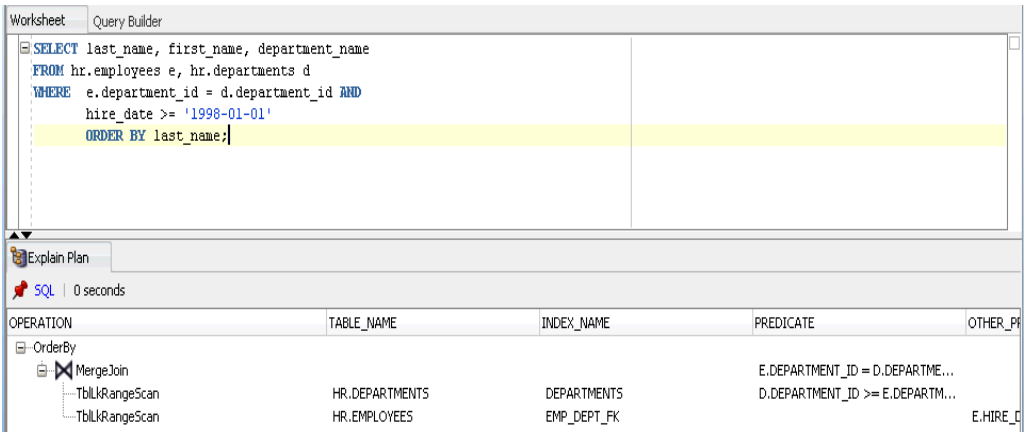 Worksheet Query Builder
SELECT last_name, first_name, department_name
FROM hr.employees e, hr.departments d
WHERE e.department_id = d.department_id AND
hire_date >= '1998-01-01'
ORDER BY last_name;
Explain Plan
SQL | 0 seconds
OPERATION TABLE_NAME INDEX_NAME PREDICATE OTHER_PR
OrderBy
MergeJoin E.DEPARTMENT_ID = D.DEPARTME...
TblLkRangeScan HR.DEPARTMENTS DEPARTMENTS D.DEPARTMENT_ID >= E.DEPARTM...
TblLkRangeScan HR.EMPLOYEES EMP_DEPT_FK E.HIRE_D